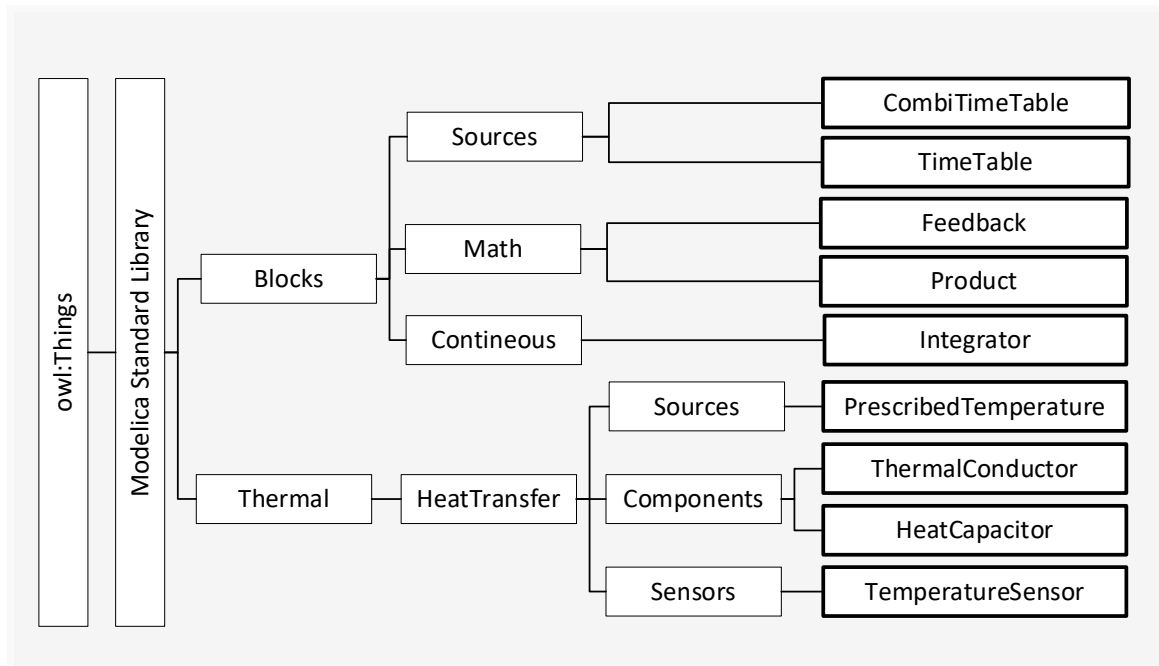 owl:Things
Modelica Standard Library
Blocks
Sources
CombiTimeTable
TimeTable
Math
Feedback
Product
Contineous
Integrator
Thermal
HeatTransfer
Sources
PrescribedTemperature
Components
ThermalConductor
HeatCapacitor
Sensors
TemperatureSensor